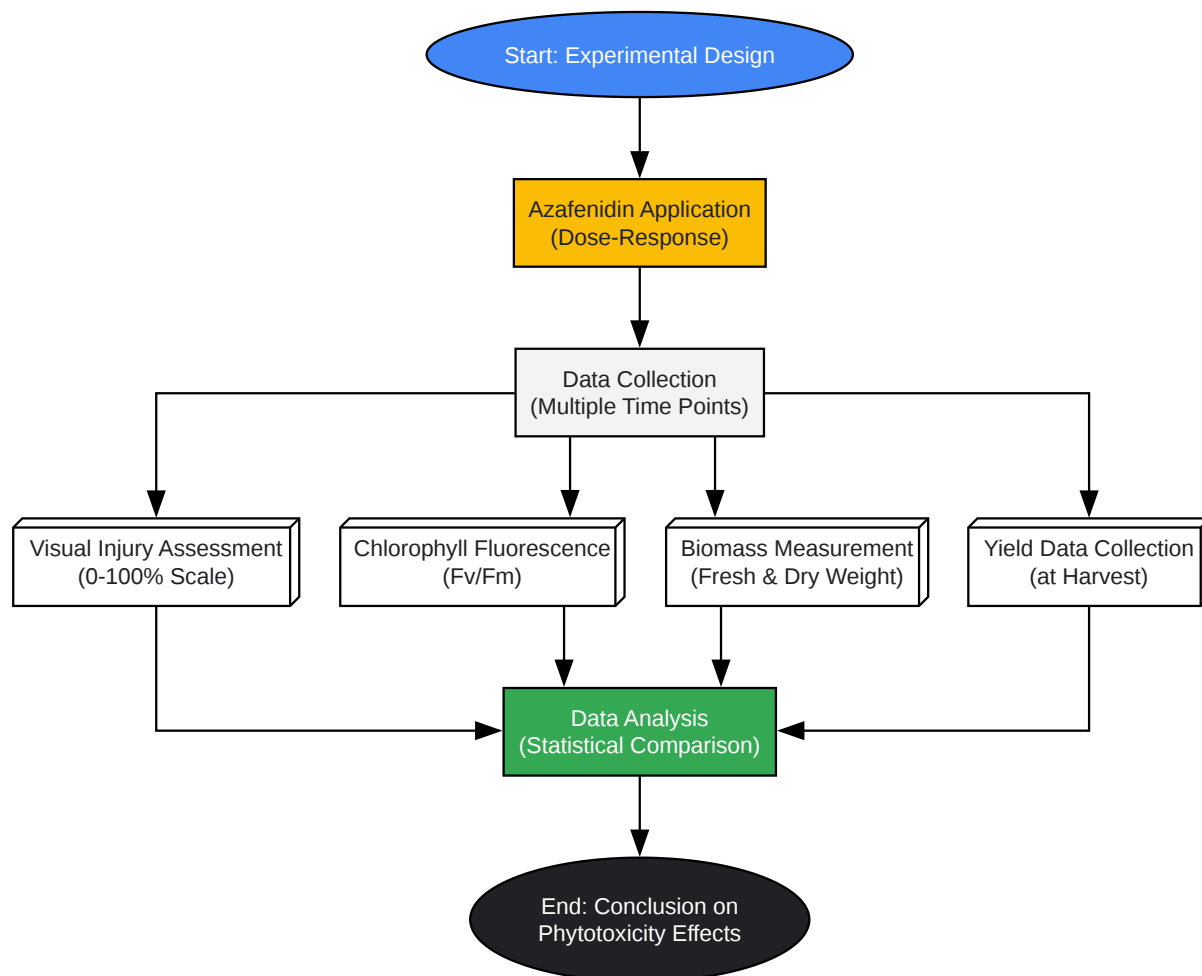 Start: Experimental Design
Azafenidin Application
(Dose-Response)
Data Collection
(Multiple Time Points)
Visual Injury Assessment
(0-100% Scale)
Chlorophyll Fluorescence
(Fv/Fm)
Biomass Measurement
(Fresh & Dry Weight)
Yield Data Collection
(at Harvest)
Data Analysis
(Statistical Comparison)
End: Conclusion on
Phytotoxicity Effects